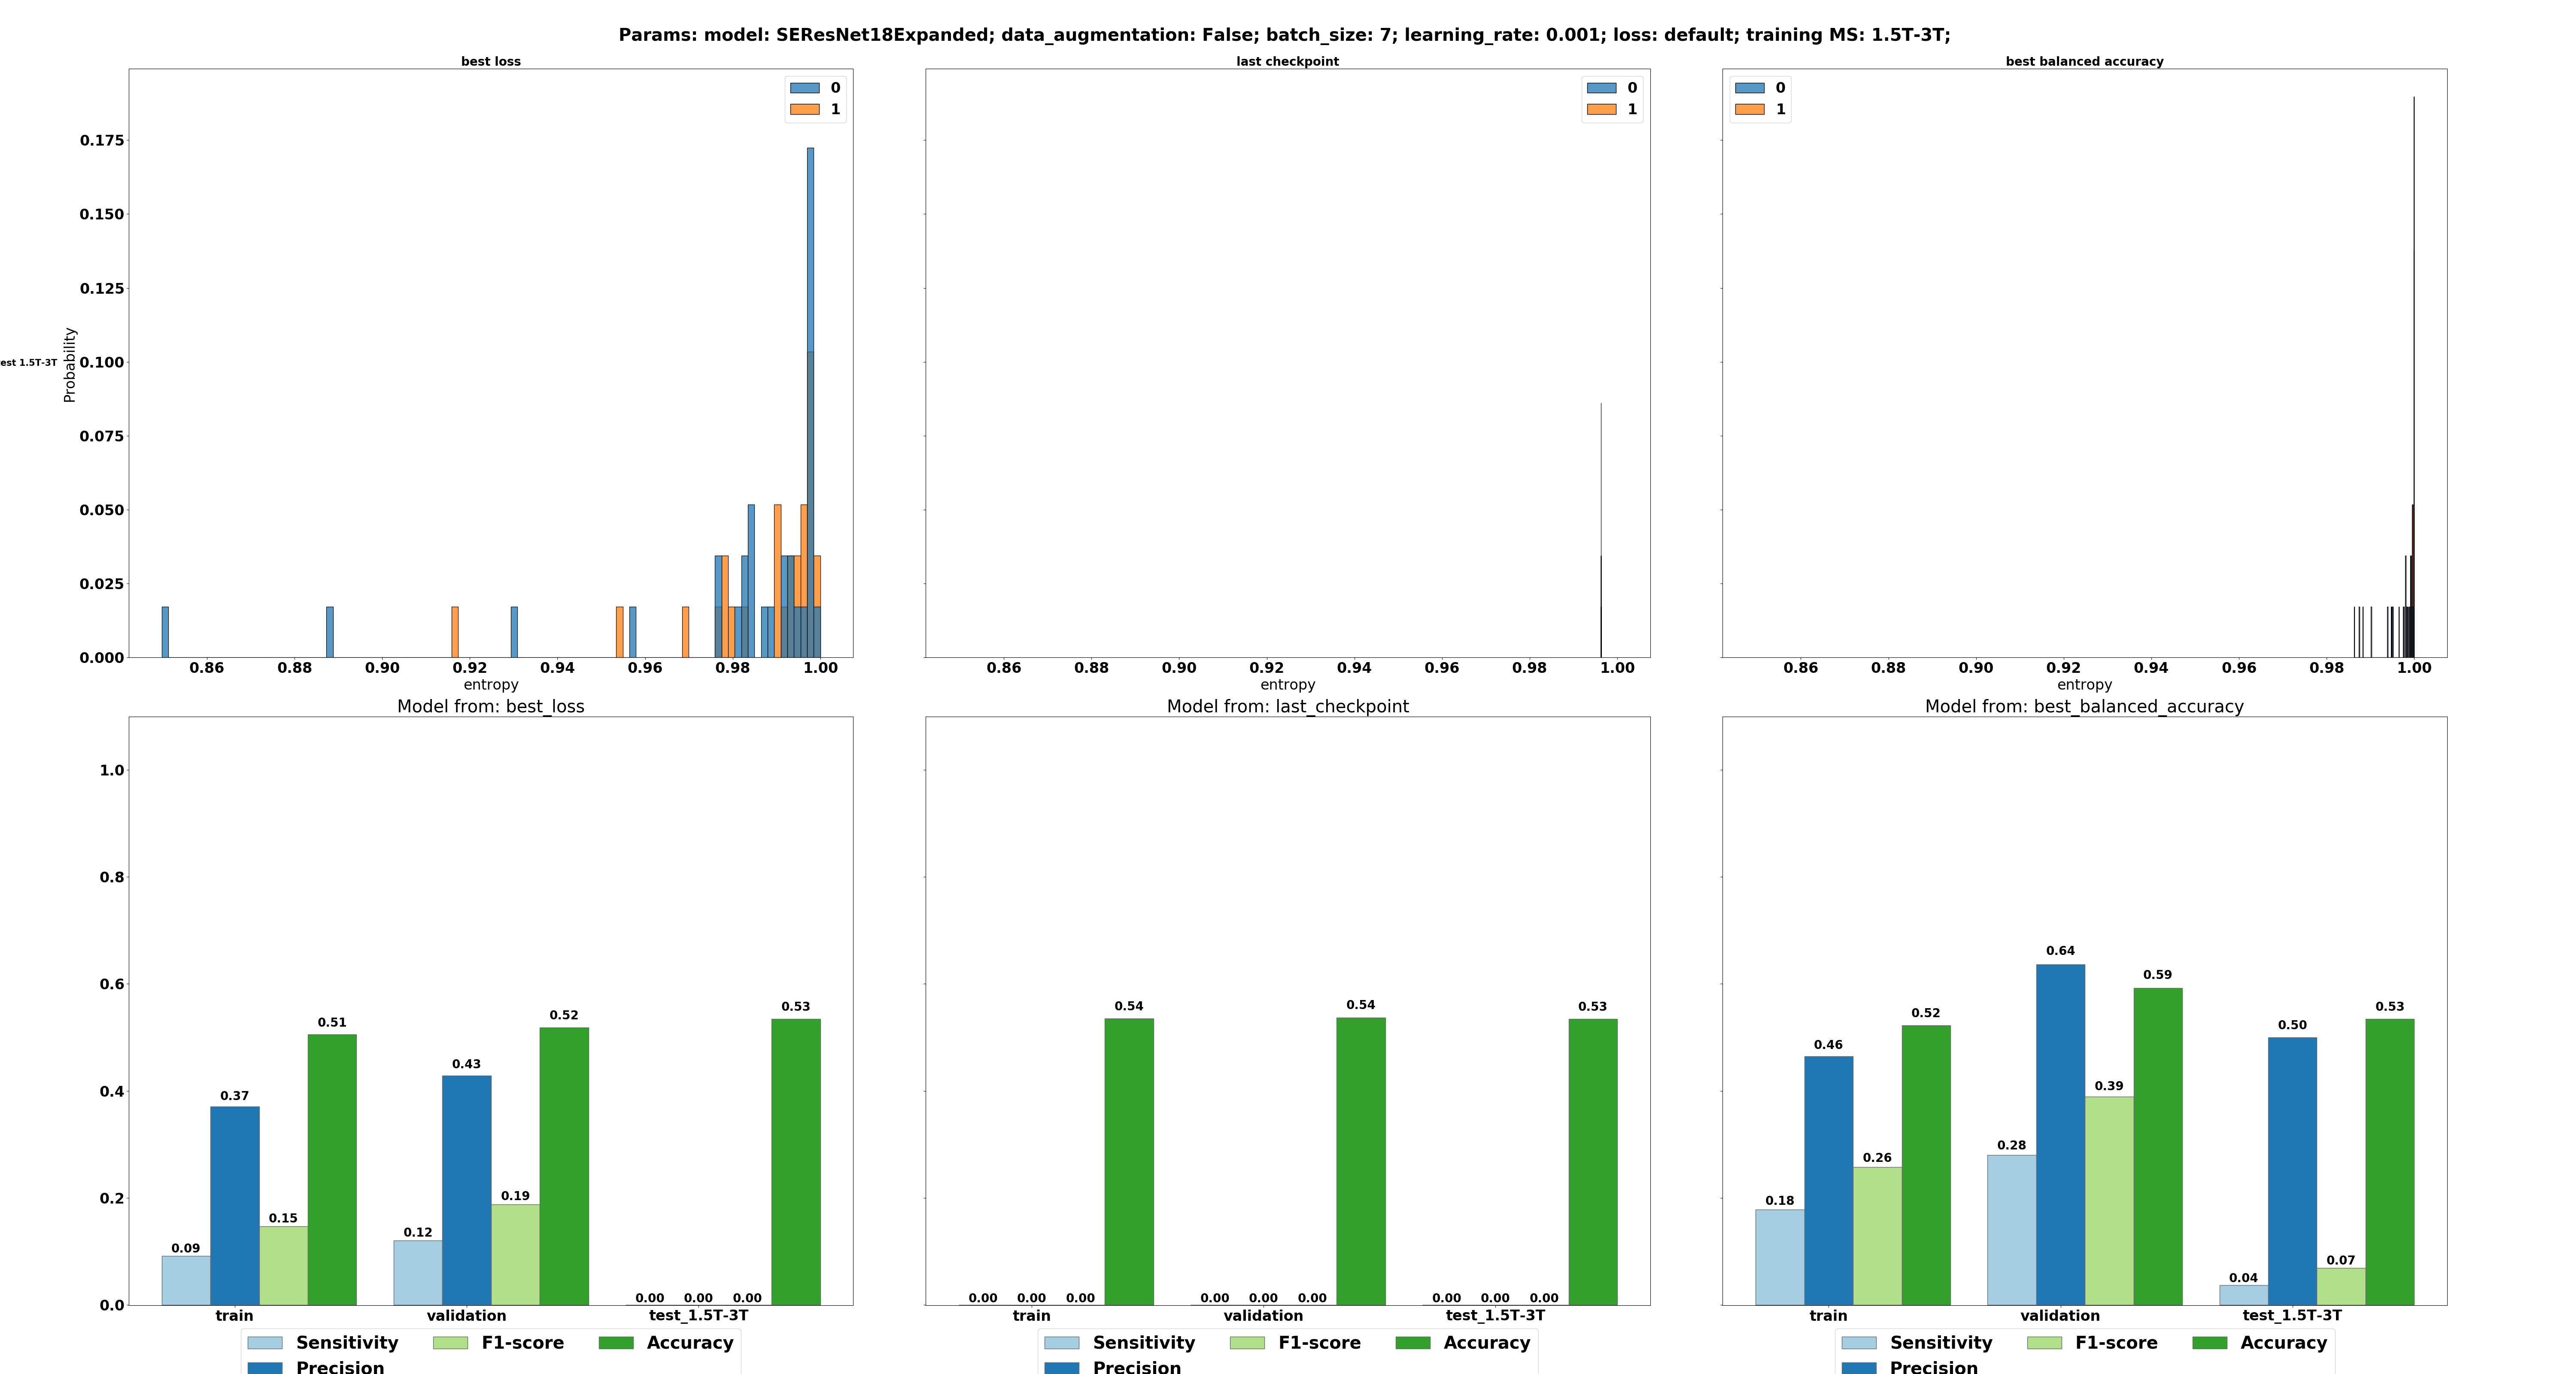 Params: model: SEResNet18Expanded; data_augmentation: False; batch_size: 7; learning_rate: 0.001; loss: default; training MS: 1.5T-3T;
best loss
last checkpoint
best balanced accuracy
0
1
0
1
0
1
0.175
0.150
0.125
0.100
0.075
0.050
0.025
0.000
est 1.5T-3T
Probability
0.86 0.88 0.90 0.92 0.94 0.96 0.98 1.00
0.86 0.88 0.90 0.92 0.94 0.96 0.98 1.00
0.86 0.88 0.90 0.92 0.94 0.96 0.98 1.00
entropy
entropy
entropy
Model from: best_loss
1.0
0.8
0.6
0.4
0.2
0.0
0.09 0.37 0.15 0.51
0.12 0.43 0.19 0.52
0.00 0.00 0.00 0.53
train validation test_1.5T-3T
Sensitivity F1-score Accuracy
Precision
Model from: last_checkpoint
0.00 0.00 0.00 0.54
0.00 0.00 0.00 0.54
0.00 0.00 0.00 0.53
train validation test_1.5T-3T
Sensitivity F1-score Accuracy
Precision
Model from: best_balanced_accuracy
0.18 0.46 0.26 0.52
0.28 0.64 0.39 0.59
0.04 0.50 0.07 0.53
train validation test_1.5T-3T
Sensitivity F1-score Accuracy
Precision